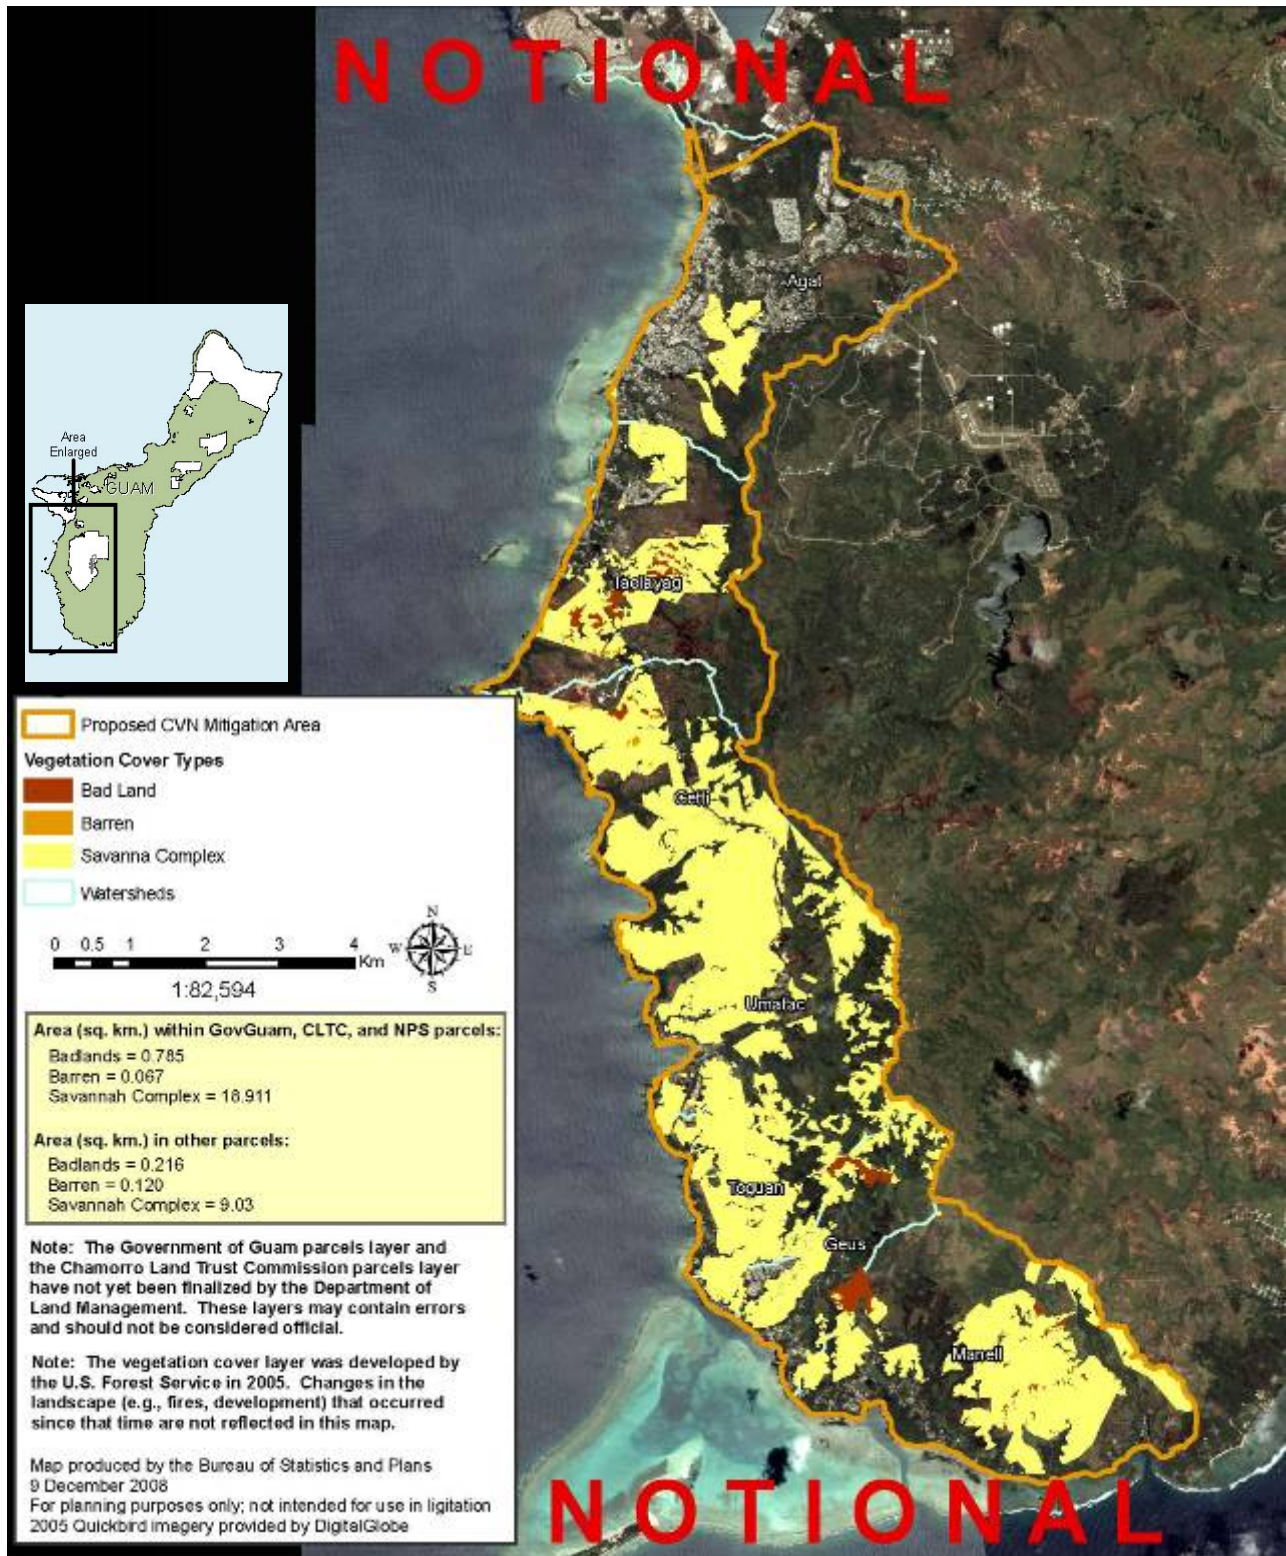 NOTIONAL
Agat
Area
Enlarged
GUAM
Taelayag
Proposed CVN Mitigation Area
Vegetation Cover Types
Bad Land
Barren
Savanna Complex
Watersheds
Cetti
N
W E
S
0 0.5 1 2 3 4
Km
1:82,594
Umatac
Area (sq. km.) within GovGuam, CLTC, and NPS parcels:
Badlands = 0.785
Barren = 0.067
Savannah Complex = 18.911
Area (sq. km.) in other parcels:
Badlands = 0.216
Barren = 0.120
Savannah Complex = 9.03
Toguan
Geus
Note: The Government of Guam parcels layer and
the Chamorro Land Trust Commission parcels layer
have not yet been finalized by the Department of
Land Management. These layers may contain errors
and should not be considered official.
Manell
Note: The vegetation cover layer was developed by
the U.S. Forest Service in 2005. Changes in the
landscape (e.g., fires, development) that occurred
since that time are not reflected in this map.
Map produced by the Bureau of Statistics and Plans
9 December 2008
For planning purposes only; not intended for use in ligitation
2005 Quickbird imagery provided by DigitalGlobe
NOTIONAL